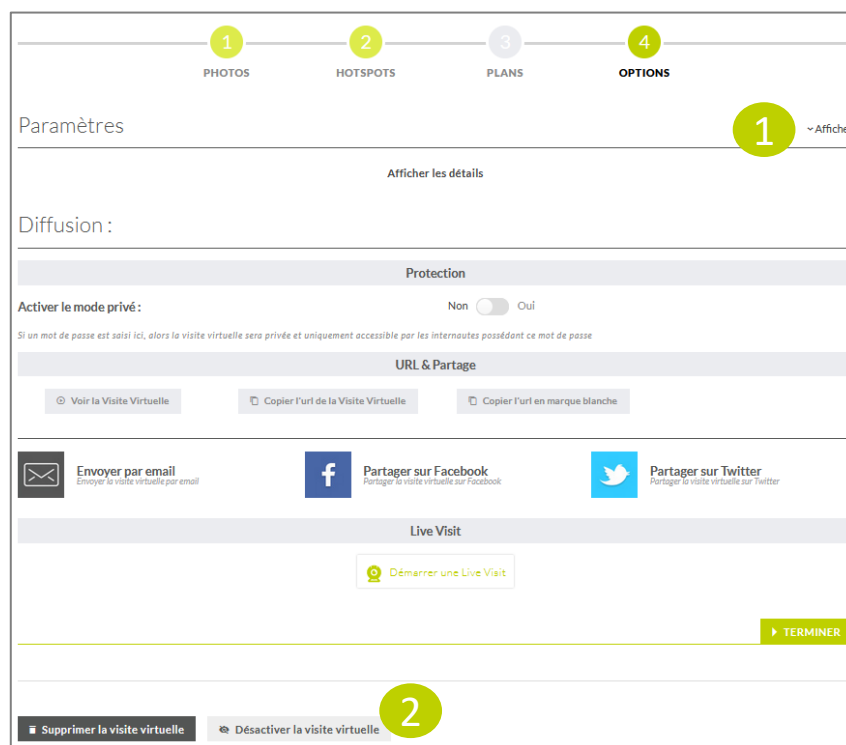 1 2 3 4
PHOTOS HOTSPOTS PLANS OPTIONS
Paramètres 1 Affiche
Afficher les détails
Diffusion :
Protection
Activer le mode privé : Non Oui
Si un mot de passe est saisi ici, alors la visite virtuelle sera privée et uniquement accessible par les internautes possédant ce mot de passe
URL & Partage
Voir la Visite Virtuelle Copier l'url de la Visite Virtuelle Copier l'url en marque blanche
Envoyer par email Partager sur Facebook Partager sur Twitter
Envoyer la visite virtuelle par email Partager la visite virtuelle sur Facebook Partager la visite virtuelle sur Twitter
Live Visit
Démarrer une Live Visit
TERMINER
Supprimer la visite virtuelle Désactiver la visite virtuelle 2